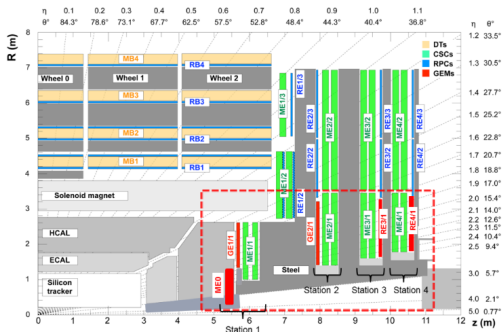 η 0.1 0.2 0.3 0.4 0.5 0.6 0.7 0.8 0.9 1.0 1.1
θ° 84.3° 78.6° 73.1° 67.7° 62.5° 57.5° 52.8° 48.4° 44.3° 40.4° 36.8°
η θ°
R (m)
8
7
6
5
4
3
2
1
0
1.2 33.5°
1.3 30.5°
1.4 27.7°
1.5 25.2°
1.6 22.8°
1.7 20.7°
1.8 18.8°
1.9 17.0°
2.0 15.4°
2.1 14.0°
2.2 12.6°
2.3 11.5°
2.4 10.4°
2.5 9.4°
3.0 5.7°
4.0 2.1°
5.0 0.77°
DTs
CSCs
RPCs
GEMs
MB4
RB4
Wheel 0
Wheel 1
Wheel 2
MB3
RB3
MB2
RB2
MB1
RB1
Solenoid magnet
HCAL
ECAL
Silicon
tracker
Steel
ME0
GE1/1
ME1/1
ME1/2
RE1/2
ME1/3
RE1/3
GE2/1
ME2/1
RE2/2
ME2/2
RE2/3
ME3/1
RE3/1
ME3/2
RE3/2
RE3/3
ME4/1
RE4/1
ME4/2
RE4/2
RE4/3
Station 1
Station 2
Station 3
Station 4
0 1 2 3 4 5 6 7 8 9 10 11 12
z (m)